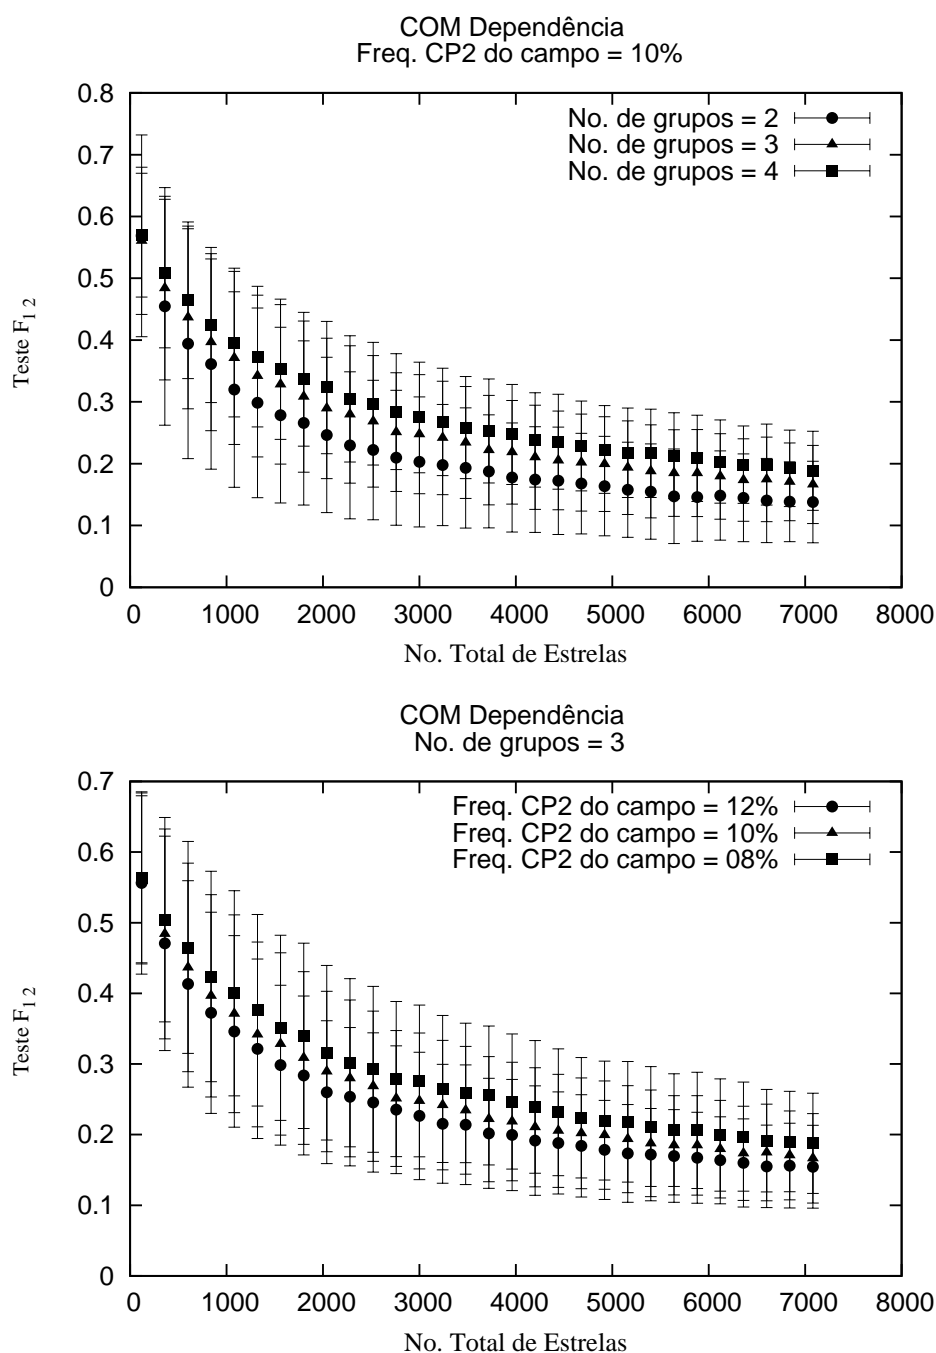 COM Dependência
Freq. CP2 do campo = 10%
0.8
0.7
0.6
0.5
0.4
0.3
0.2
0.1
0
Teste F1 2
No. de grupos = 2
No. de grupos = 3
No. de grupos = 4
0 1000 2000 3000 4000 5000 6000 7000 8000
No. Total de Estrelas
COM Dependência
No. de grupos = 3
0.7
0.6
0.5
0.4
0.3
0.2
0.1
0
Teste F1 2
Freq. CP2 do campo = 12%
Freq. CP2 do campo = 10%
Freq. CP2 do campo = 08%
0 1000 2000 3000 4000 5000 6000 7000 8000
No. Total de Estrelas